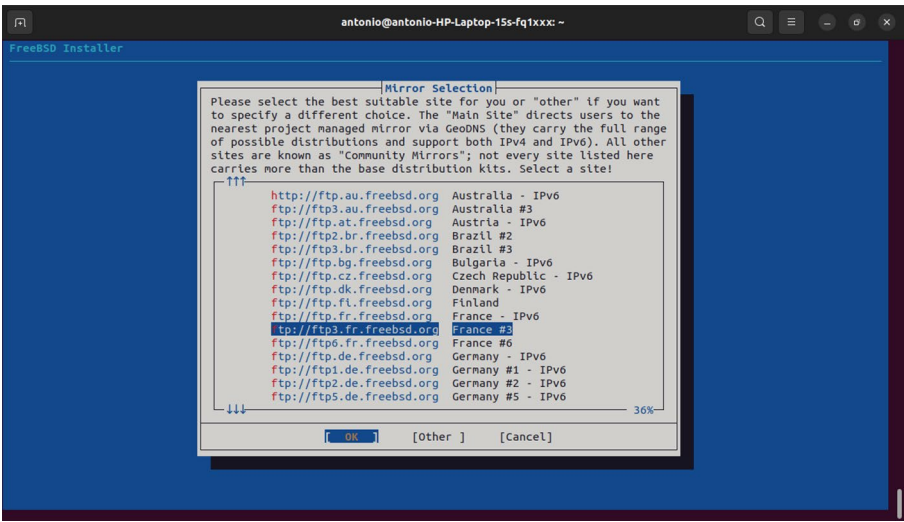 antonio@antonio-HP-Laptop-15s-fq1xxx: ~
FreeBSD Installer
Mirror Selection
Please select the best suitable site for you or "other" if you want
to specify a different choice. The "Main Site" directs users to the
nearest project managed mirror via GeoDNS (they carry the full range
of possible distributions and support both IPv4 and IPv6). All other
sites are known as "Community Mirrors"; not every site listed here
carries more than the base distribution kits. Select a site!
↑↑↑
http://ftp.au.freebsd.org Australia - IPv6
ftp://ftp3.au.freebsd.org Australia #3
ftp://ftp.at.freebsd.org Austria - IPv6
ftp://ftp2.br.freebsd.org Brazil #2
ftp://ftp3.br.freebsd.org Brazil #3
ftp://ftp.bg.freebsd.org Bulgaria - IPv6
ftp://ftp.cz.freebsd.org Czech Republic - IPv6
ftp://ftp.dk.freebsd.org Denmark - IPv6
ftp://ftp.fi.freebsd.org Finland
ftp://ftp.fr.freebsd.org France - IPv6
ftp://ftp3.fr.freebsd.org France #3
ftp://ftp6.fr.freebsd.org France #6
ftp://ftp.de.freebsd.org Germany - IPv6
ftp://ftp1.de.freebsd.org Germany #1 - IPv6
ftp://ftp2.de.freebsd.org Germany #2 - IPv6
ftp://ftp5.de.freebsd.org Germany #5 - IPv6
↓↓↓ 36%
[ OK ] [Other ] [Cancel]